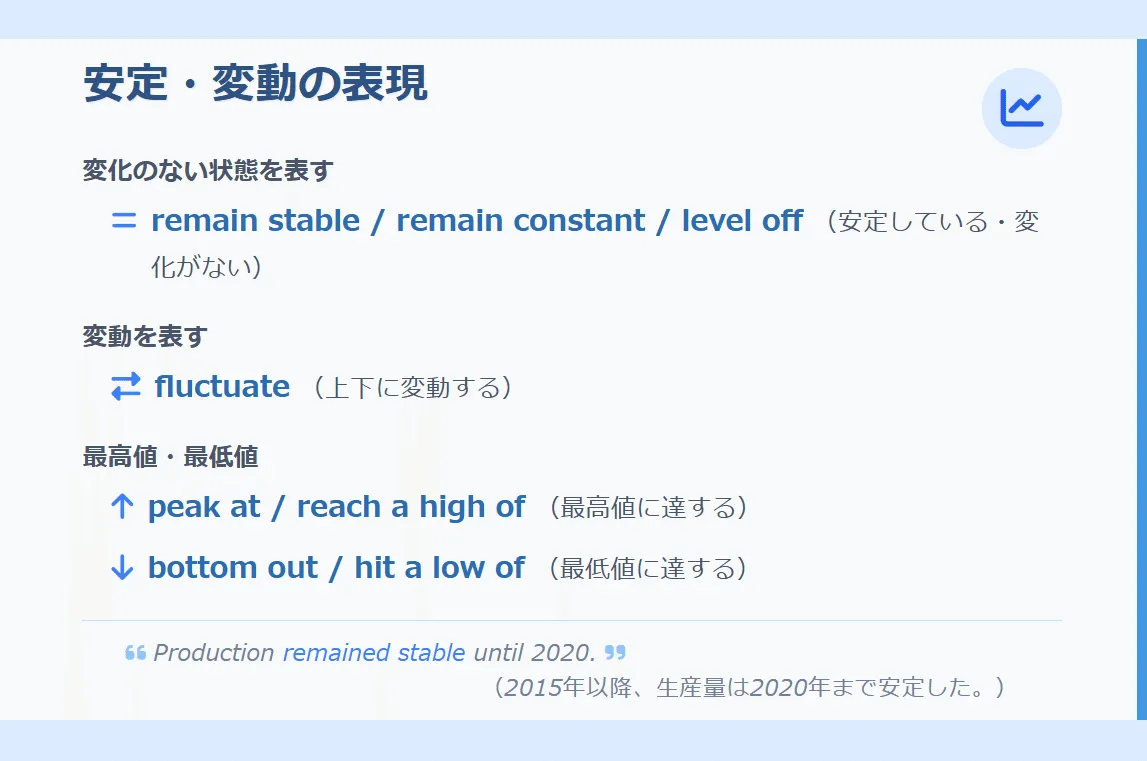 安定・変動の表現
変化のない状態を表す
remain stable / remain constant / level off （安定している・変
化がない）
変動を表す
fluctuate （上下に変動する）
最高値・最低値
peak at / reach a high of （最高値に達する）
bottom out / hit a low of （最低値に達する）
❝ Production remained stable until 2020. ❞
（2015年以降、生産量は2020年まで安定した。）